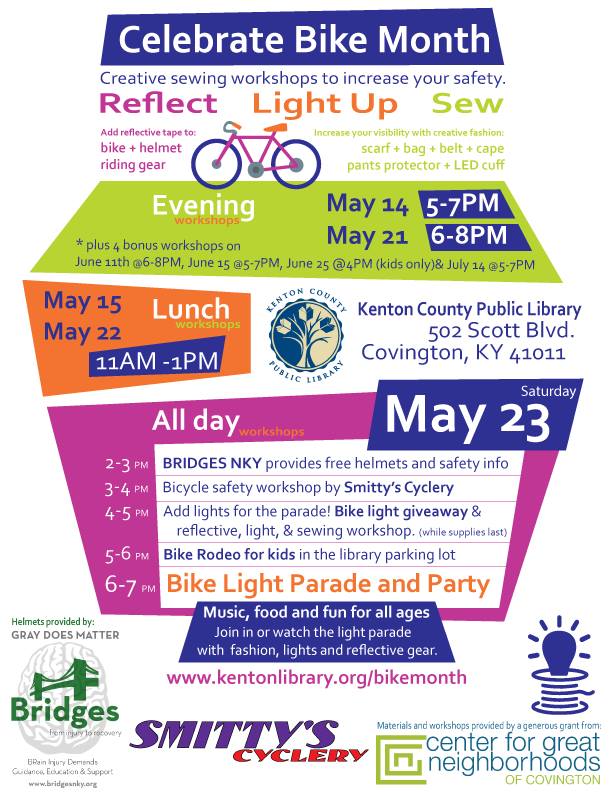 Celebrate Bike Month
Creative sewing workshops to increase your safety.
Reflect Light Up Sew
Add reflective tape to:
bike + helmet
riding gear
Increase your visibility with creative fashion:
scarf + bag + belt + cape
pants protector + LED cuff
Evening
workshops
May 14 5-7PM
May 21 6-8PM
* plus 4 bonus workshops on
June 11th @6-8PM, June 15 @5-7PM, June 25 @4PM (kids only)& July 14 @5-7PM
May 15
May 22
Lunch
workshops
11AM -1PM
KENTON COUNTY
PUBLIC LIBRARY
Kenton County Public Library
502 Scott Blvd.
Covington, KY 41011
All day workshops
Saturday
May 23
2-3 PM BRIDGES NKY provides free helmets and safety info
3-4 PM Bicycle safety workshop by Smitty's Cyclery
4-5 PM Add lights for the parade! Bike light giveaway &
reflective, light, & sewing workshop. (while supplies last)
5-6 PM Bike Rodeo for kids in the library parking lot
6-7 PM Bike Light Parade and Party
Music, food and fun for all ages
Join in or watch the light parade
with fashion, lights and reflective gear.
www.kentonlibrary.org/bikemonth
Helmets provided by:
GRAY DOES MATTER
Bridges
from injury to recovery
BRain Injury Demands
Guidance, Education & Support
www.bridgesnky.org
SMITTY'S
CYCLERY
Materials and workshops provided by a generous grant from:
center for great
neighborhoods
OF COVINGTON